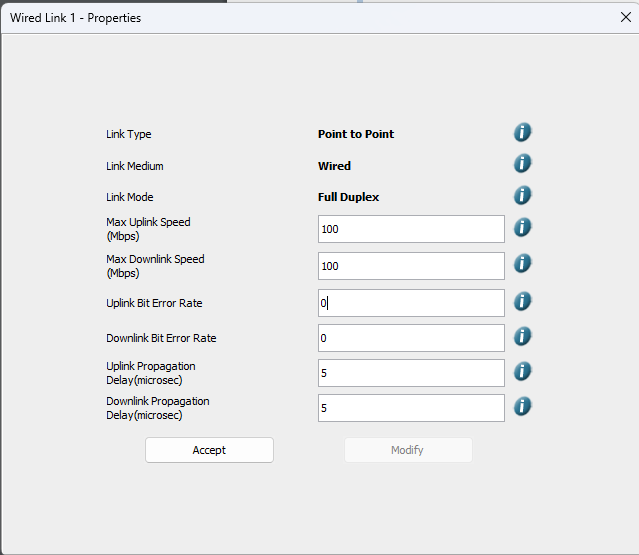 Wired Link 1 - Properties
Link Type Point to Point
Link Medium Wired
Link Mode Full Duplex
Max Uplink Speed
(Mbps) 100
Max Downlink Speed
(Mbps) 100
Uplink Bit Error Rate 0
Downlink Bit Error Rate 0
Uplink Propagation
Delay(microsec) 5
Downlink Propagation
Delay(microsec) 5
Accept Modify